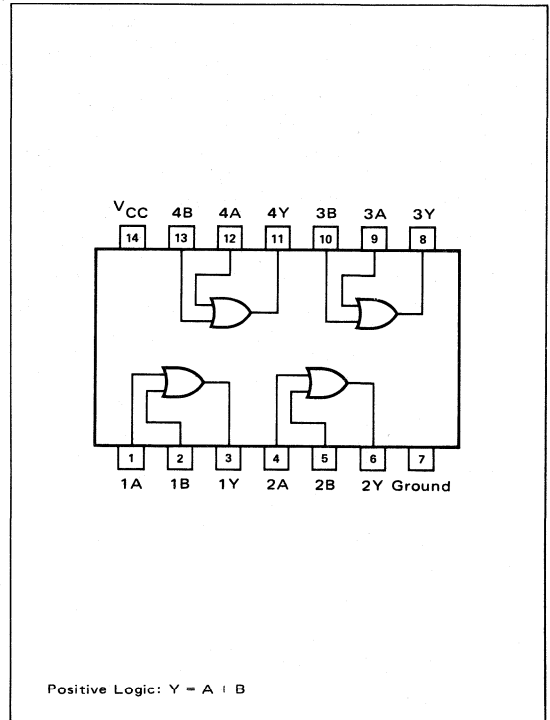 VCC 4B 4A 4Y 3B 3A 3Y
14 13 12 11 10 9 8
1 2 3 4 5 6 7
1A 1B 1Y 2A 2B 2Y Ground
Positive Logic: Y = A + B